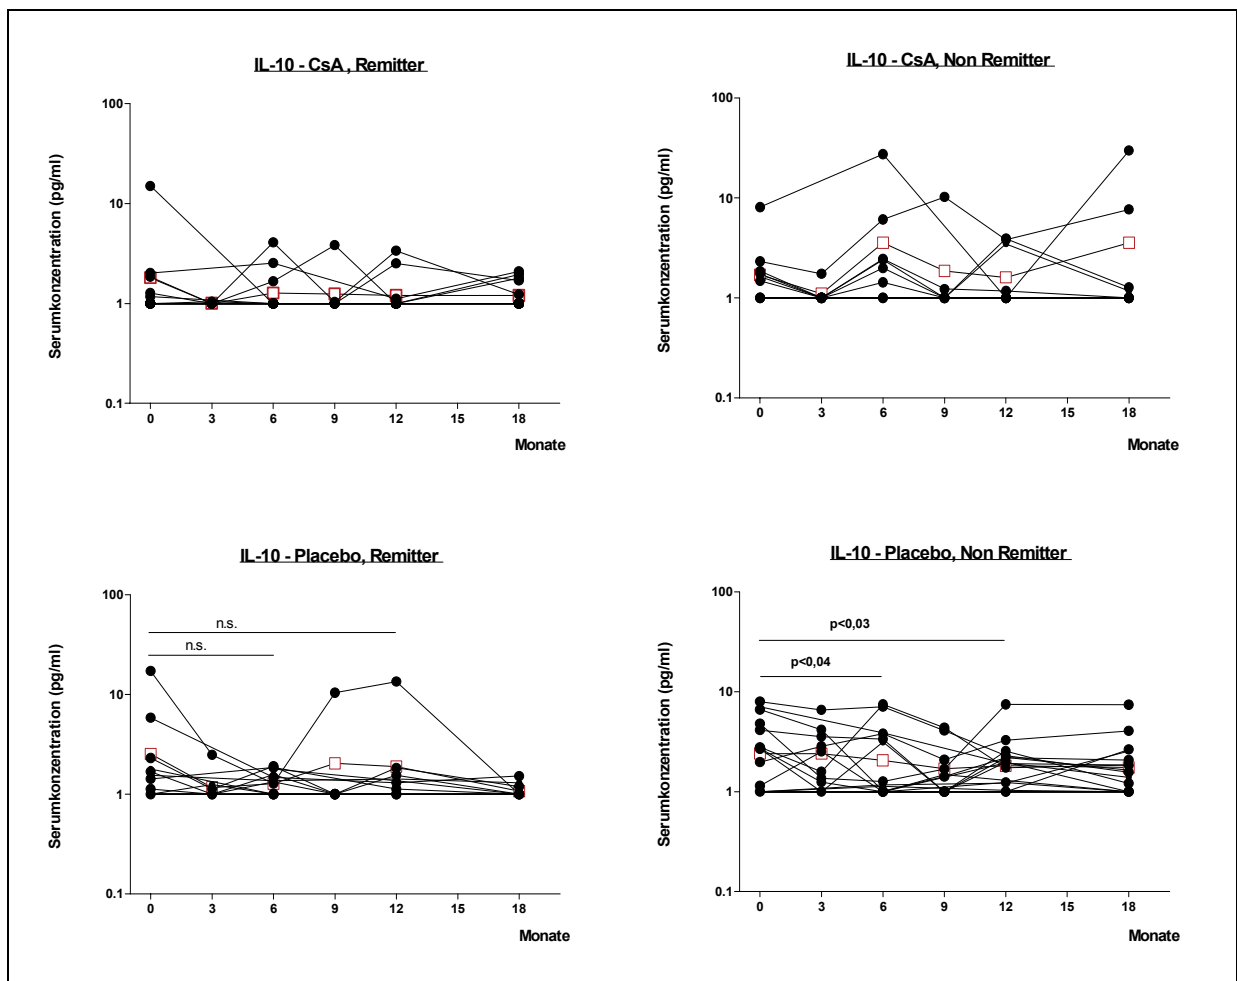 IL-10 - CsA , Remitter
Serumkonzentration (pg/ml)
100
10
1
0.1
0 3 6 9 12 15 18
Monate
IL-10 - CsA, Non Remitter
Serumkonzentration (pg/ml)
100
10
1
0.1
0 3 6 9 12 15 18
Monate
IL-10 - Placebo, Remitter
Serumkonzentration (pg/ml)
100
10
1
0.1
n.s.
n.s.
0 3 6 9 12 15 18
Monate
IL-10 - Placebo, Non Remitter
Serumkonzentration (pg/ml)
100
10
1
0.1
p<0,03
p<0,04
0 3 6 9 12 15 18
Monate